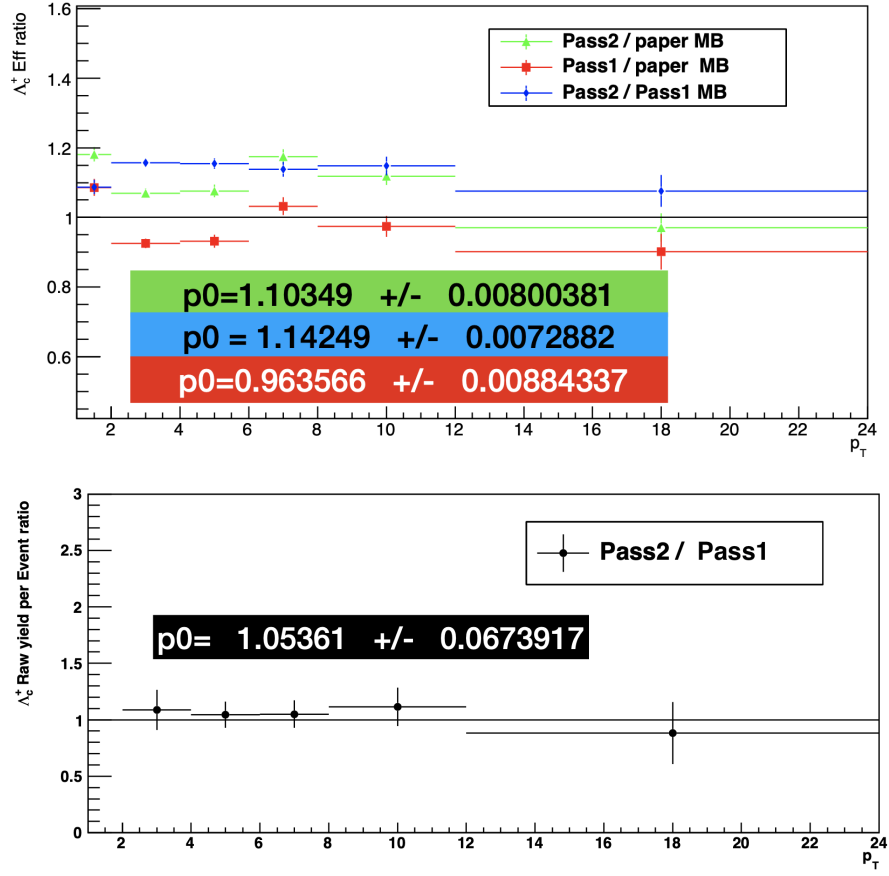 Λc+ Eff ratio
1.6
1.4
1.2
1
0.8
0.6
Pass2 / paper MB
Pass1 / paper MB
Pass2 / Pass1 MB
p0=1.10349 +/- 0.00800381
p0 = 1.14249 +/- 0.0072882
p0=0.963566 +/- 0.00884337
2 4 6 8 10 12 14 16 18 20 22 24
pT
Λc+ Raw yield per Event ratio
3
2.5
2
1.5
1
0.5
0
Pass2 / Pass1
p0= 1.05361 +/- 0.0673917
2 4 6 8 10 12 14 16 18 20 22 24
pT